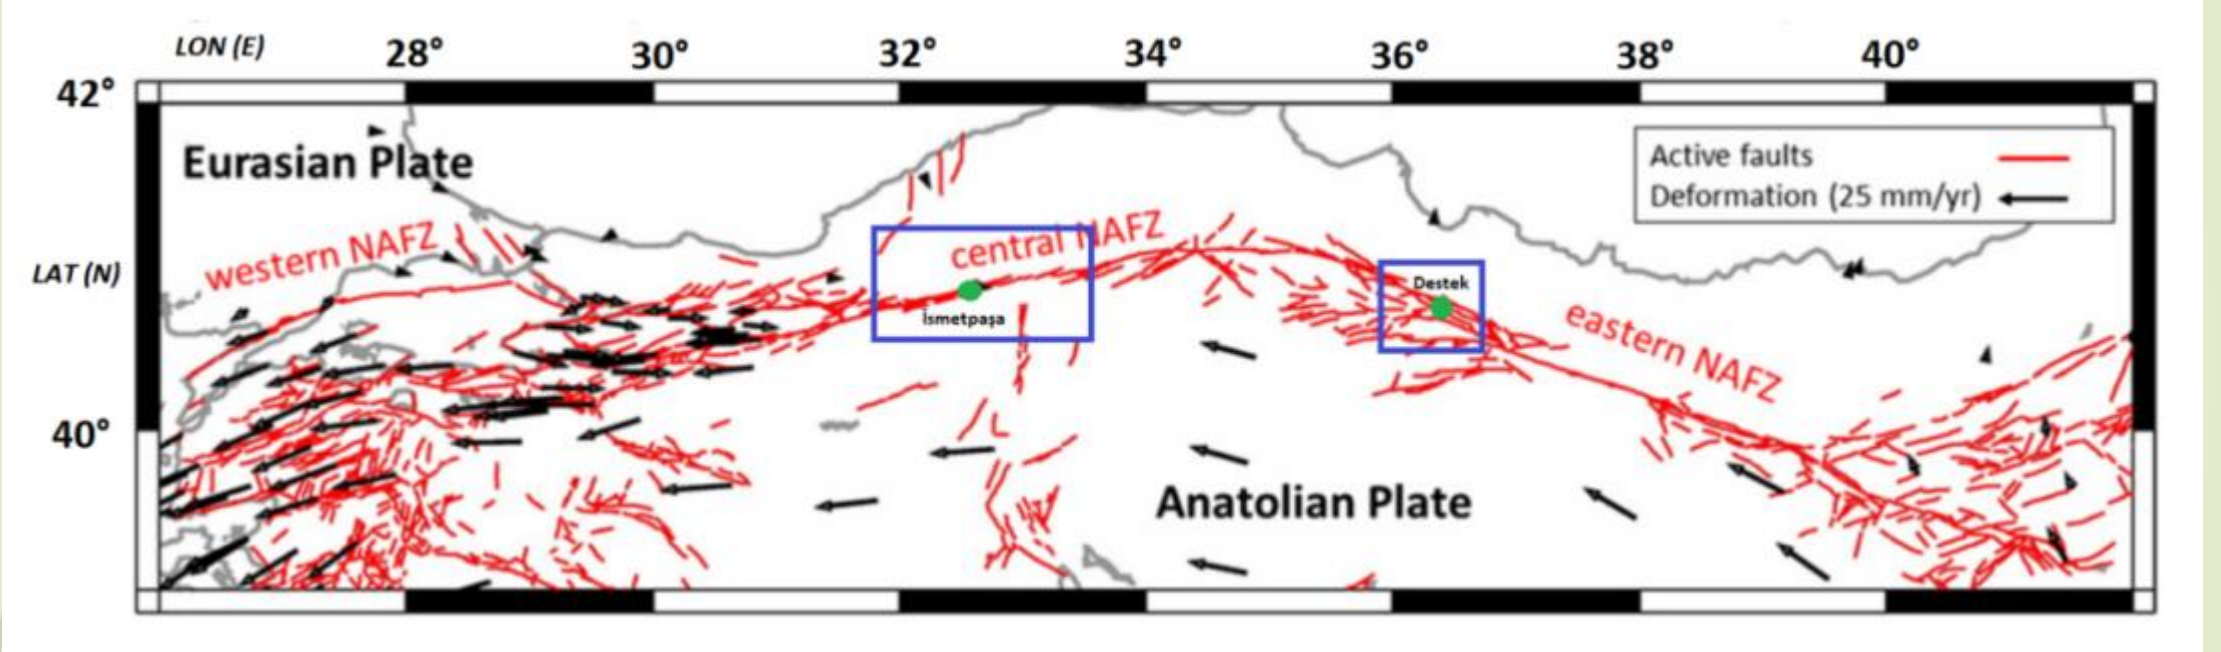 LON (E)
28°
30°
32°
34°
36°
38°
40°
42°
Eurasian Plate
Active faults
Deformation (25 mm/yr)
western NAFZ
central NAFZ
LAT (N)
Destek
İsmetpaşa
eastern NAFZ
40°
Anatolian Plate